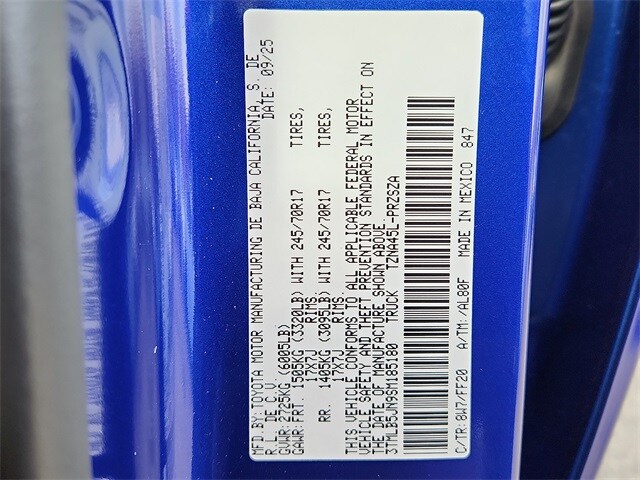 MFD.BY:TOYOTA MOTOR MANUFACTURING DE BAJA CALIFORNIA, S. DE
R. L. DE C.V. DATE: 09/25
GVWR: 2725KG (6005LB)
GAWR:FRT. 1505KG (3320LB) WITH 245/70R17 TIRES,
17X7J RIMS,
RR. 1405KG (3095LB) WITH 245/70R17 TIRES,
17X7J RIMS,
THIS VEHICLE CONFORMS TO ALL APPLICABLE FEDERAL MOTOR
VEHICLE SAFETY AND THEFT PREVENTION STANDARDS IN EFFECT ON
THE DATE OF MANUFACTURE SHOWN ABOVE.
3TMLB5JN9SM185180 TRUCK TZNA45L-PRZSZA
C/TR:8W7/FF20 A/TM:/AL80F MADE IN MEXICO 847